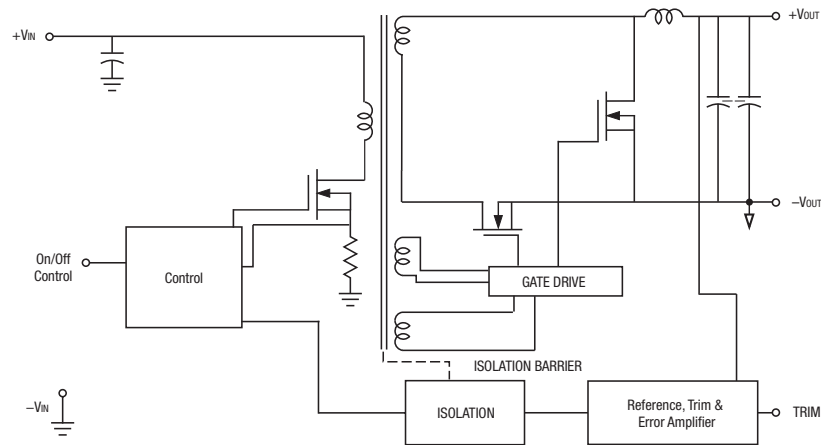 +VIN
+VOUT
−VOUT
On/Off
Control
Control
GATE DRIVE
ISOLATION BARRIER
−VIN
ISOLATION
Reference, Trim &
Error Amplifier
TRIM